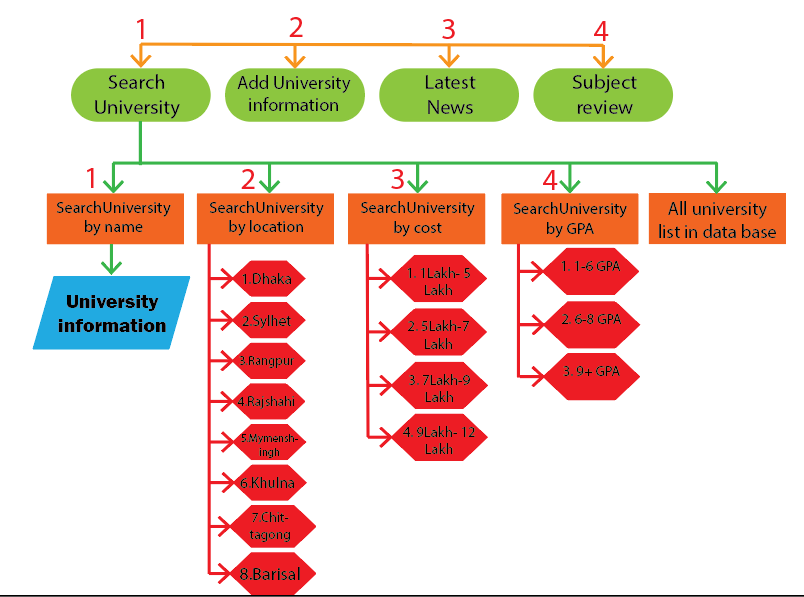 1
2
3
4
Search
University
Add University
information
Latest
News
Subject
review
1
2
3
4
SearchUniversity
by name
SearchUniversity
by location
SearchUniversity
by cost
SearchUniversity
by GPA
All university
list in data base
University
information
1.Dhaka
2.Sylhet
3.Rangpur
4.Rajshahi
5.Mymensh-
ingh
6.Khulna
7.Chit-
tagong
8.Barisal
1. 1Lakh- 5
Lakh
2. 5Lakh-7
Lakh
3. 7Lakh-9
Lakh
4. 9Lakh- 12
Lakh
1. 1-6 GPA
2. 6-8 GPA
3. 9+ GPA